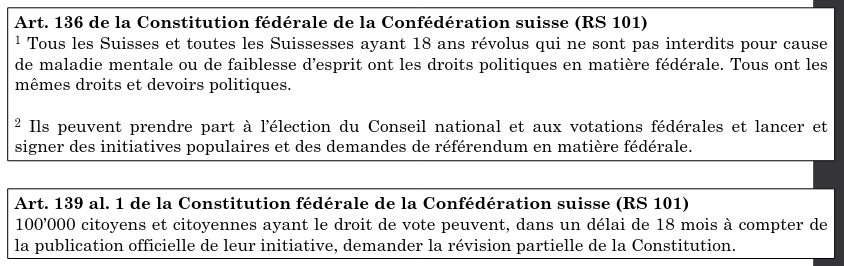 Art. 136 de la Constitution fédérale de la Confédération suisse (RS 101)
1 Tous les Suisses et toutes les Suissesses ayant 18 ans révolus qui ne sont pas interdits pour cause
de maladie mentale ou de faiblesse d’esprit ont les droits politiques en matière fédérale. Tous ont les
mêmes droits et devoirs politiques.
2 Ils peuvent prendre part à l’élection du Conseil national et aux votations fédérales et lancer et
signer des initiatives populaires et des demandes de référendum en matière fédérale.
Art. 139 al. 1 de la Constitution fédérale de la Confédération suisse (RS 101)
100’000 citoyens et citoyennes ayant le droit de vote peuvent, dans un délai de 18 mois à compter de
la publication officielle de leur initiative, demander la révision partielle de la Constitution.